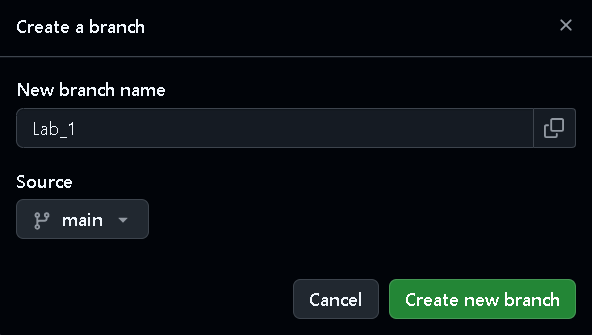 Create a branch
New branch name
Lab_1
Source
main
Cancel
Create new branch